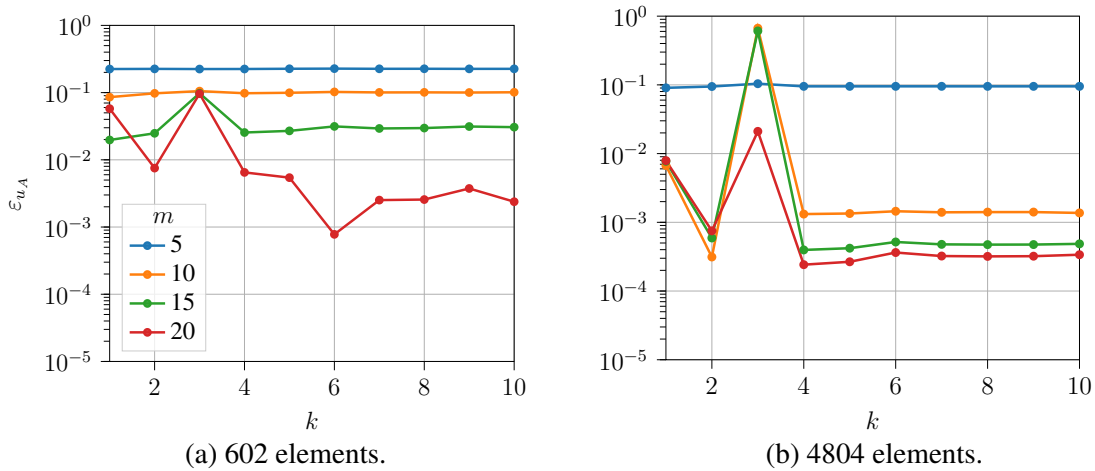 10^0
10^{-1}
10^{-2}
10^{-3}
10^{-4}
10^{-5}
ε_{u_A}
m
5
10
15
20
2 4 6 8 10
k
(a) 602 elements.
10^0
10^{-1}
10^{-2}
10^{-3}
10^{-4}
10^{-5}
2 4 6 8 10
k
(b) 4804 elements.